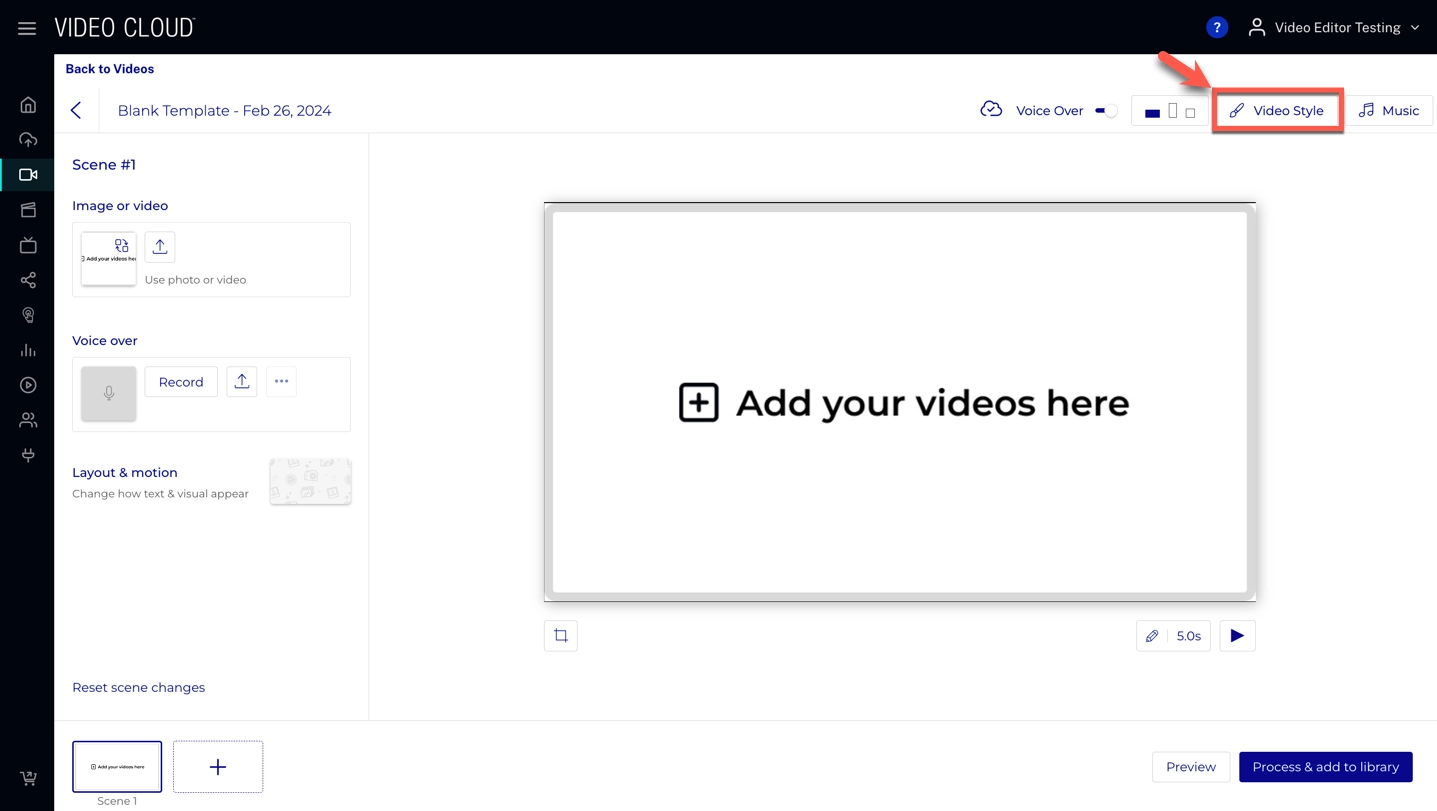 VIDEO CLOUD
?
Video Editor Testing
Back to Videos
Blank Template - Feb 26, 2024
Voice Over
Video Style
Music
Scene #1
Image or video
Add your videos her
Use photo or video
Voice over
Record
Layout & motion
Change how text & visual appear
Reset scene changes
Add your videos here
5.0s
Add your videos here
Scene 1
Preview
Process & add to library